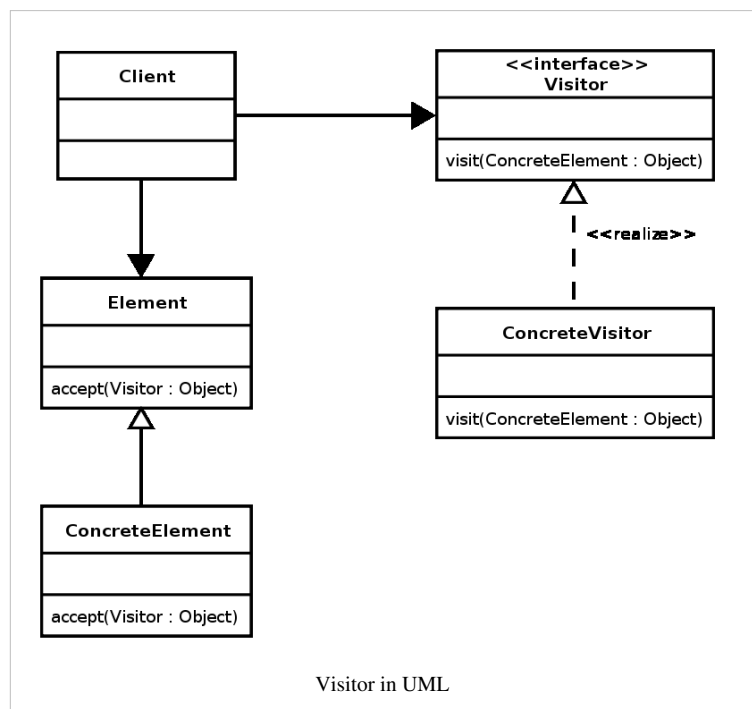 Client
<<interface>>
Visitor
visit(ConcreteElement : Object)
<<realize>>
Element
accept(Visitor : Object)
ConcreteVisitor
visit(ConcreteElement : Object)
ConcreteElement
accept(Visitor : Object)
Visitor in UML